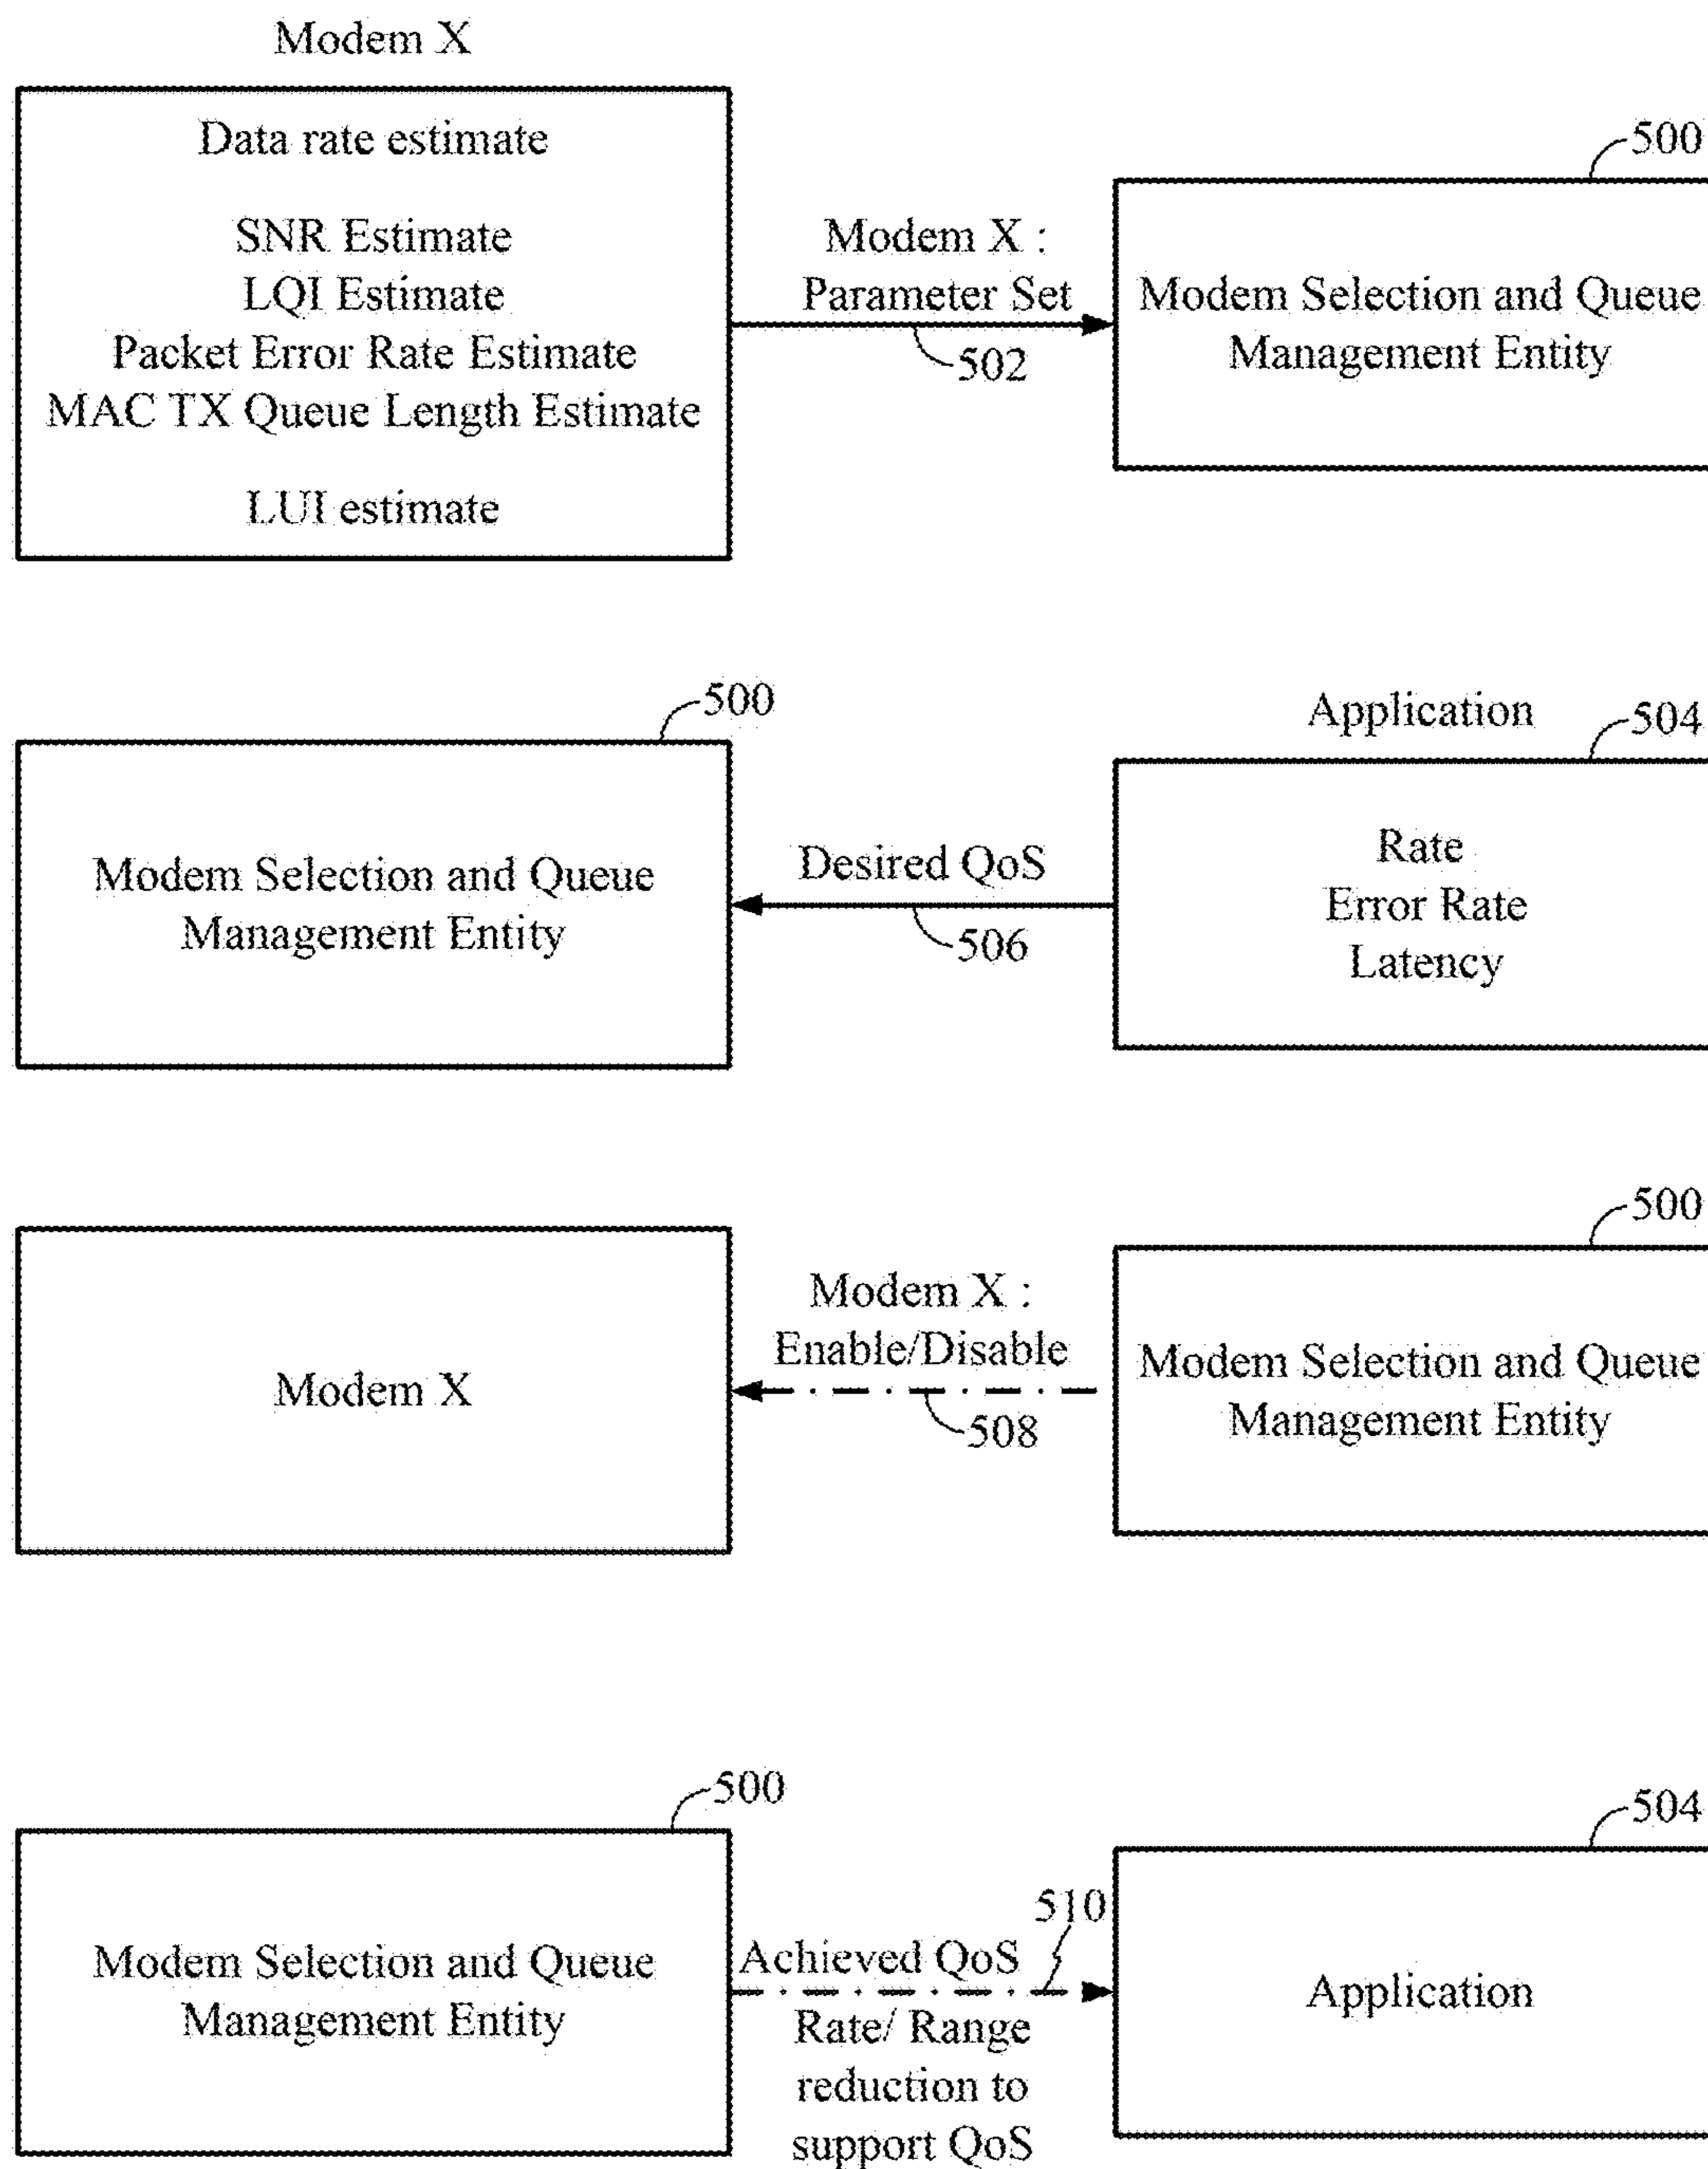 Modem X
Data rate estimate
SNR Estimate
LQI Estimate
Packet Error Rate Estimate
MAC TX Queue Length Estimate
LUI estimate
Modem X :
Parameter Set
502
500
Modem Selection and Queue
Management Entity
500
Modem Selection and Queue
Management Entity
Desired QoS
506
Application
504
Rate
Error Rate
Latency
Modem X
Modem X :
Enable/Disable
508
500
Modem Selection and Queue
Management Entity
500
Modem Selection and Queue
Management Entity
510
Achieved QoS
Rate/ Range
reduction to
support QoS
504
Application